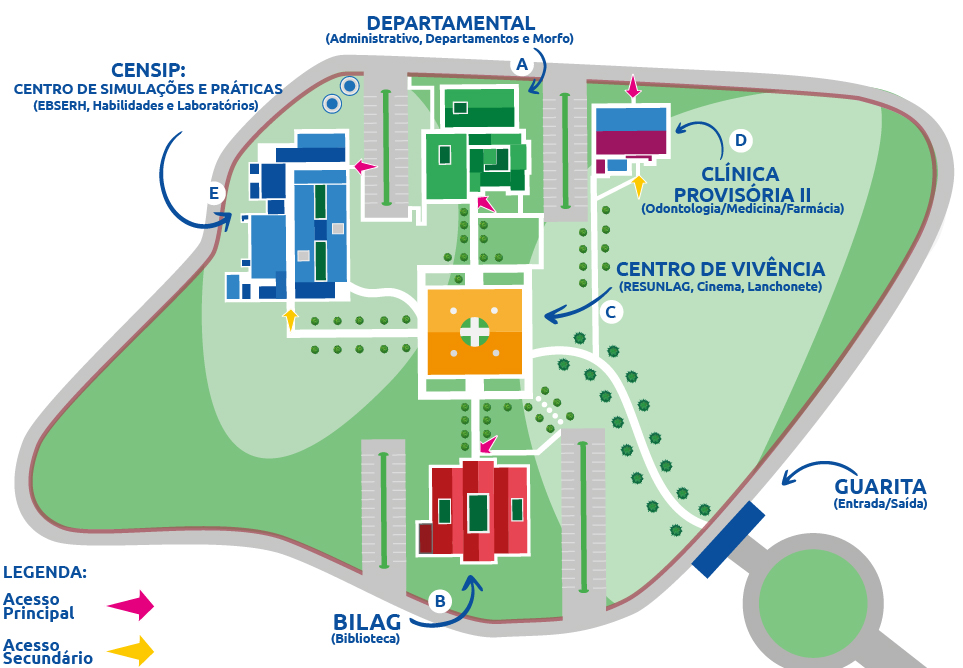 DEPARTAMENTAL
(Administrativo, Departamentos e Morfo)
A
CENSIP:
CENTRO DE SIMULAÇÕES E PRÁTICAS
(EBSERH, Habilidades e Laboratórios)
D
CLÍNICA
PROVISÓRIA II
(Odontologia/Medicina/Farmácia)
E
CENTRO DE VIVÊNCIA
(RESUNLAG, Cinema, Lanchonete)
C
GUARITA
(Entrada/Saída)
LEGENDA:
Acesso
Principal
Acesso
Secundário
B
BILAG
(Biblioteca)